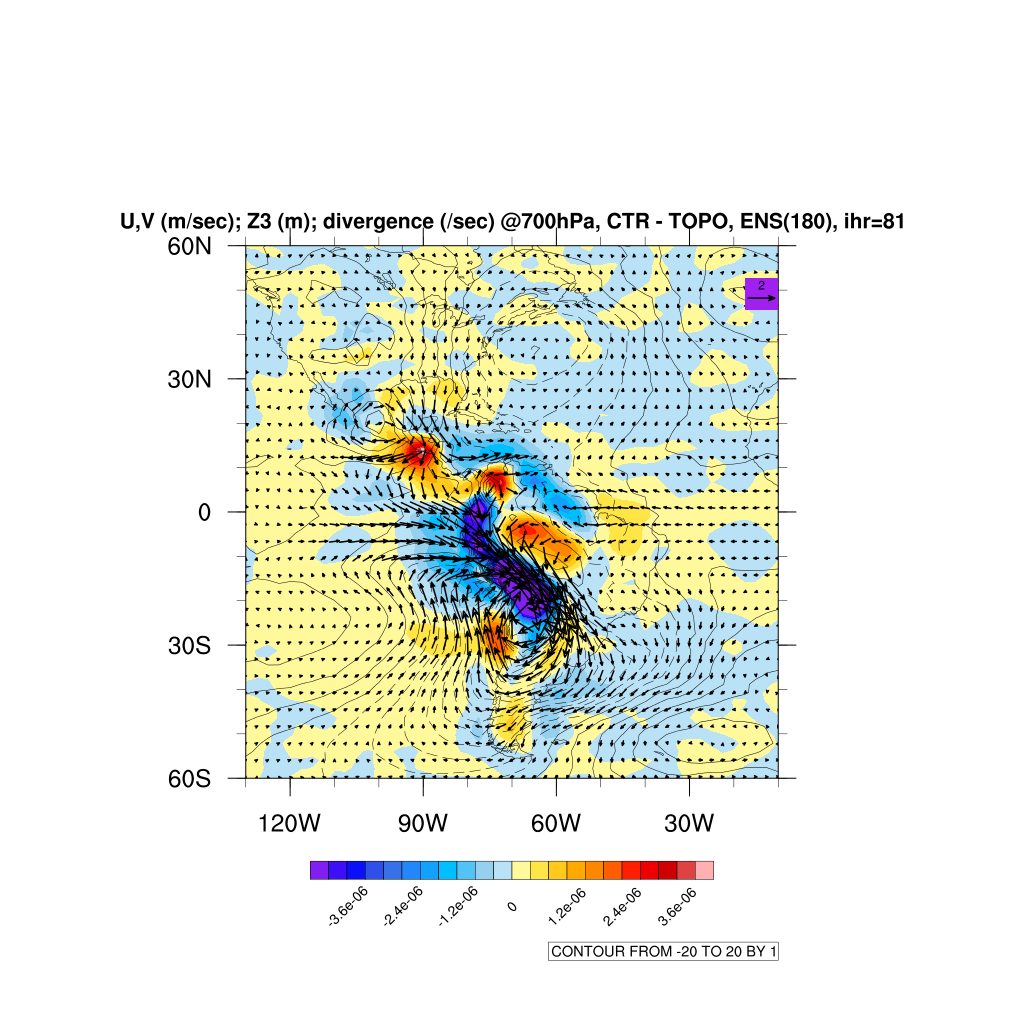 U,V (m/sec); Z3 (m); divergence (/sec) @700hPa, CTR - TOPO, ENS(180), ihr=81
60N
2
30N
0
30S
60S
120W 90W 60W 30W
-3.6e-06 -2.4e-06 -1.2e-06 0 1.2e-06 2.4e-06 3.6e-06
CONTOUR FROM -20 TO 20 BY 1